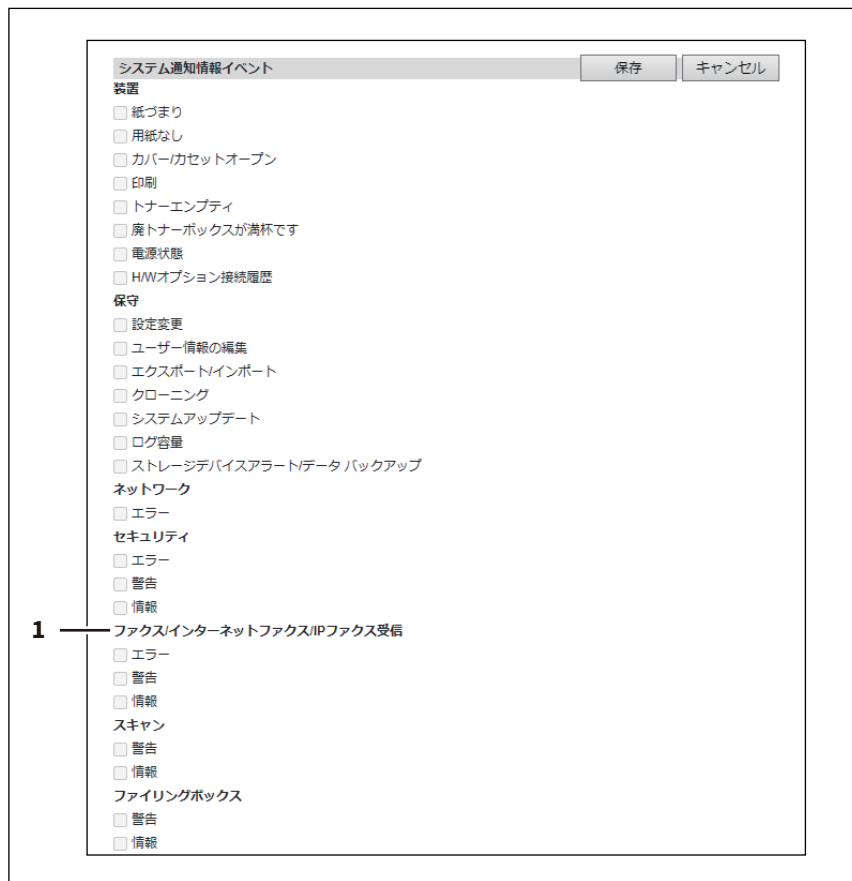 システム通知情報イベント 保存 キャンセル
装置
紙づまり
用紙なし
カバー/カセットオープン
印刷
トナーエンプティ
廃トナーボックスが満杯です
電源状態
H/Wオプション接続履歴
保守
設定変更
ユーザー情報の編集
エクスポート/インポート
クローニング
システムアップデート
ログ容量
ストレージデバイスアラート/データ バックアップ
ネットワーク
エラー
セキュリティ
エラー
警告
情報
1 ファクス/インターネットファクス/IPファクス受信
エラー
警告
情報
スキャン
警告
情報
ファイリングボックス
警告
情報